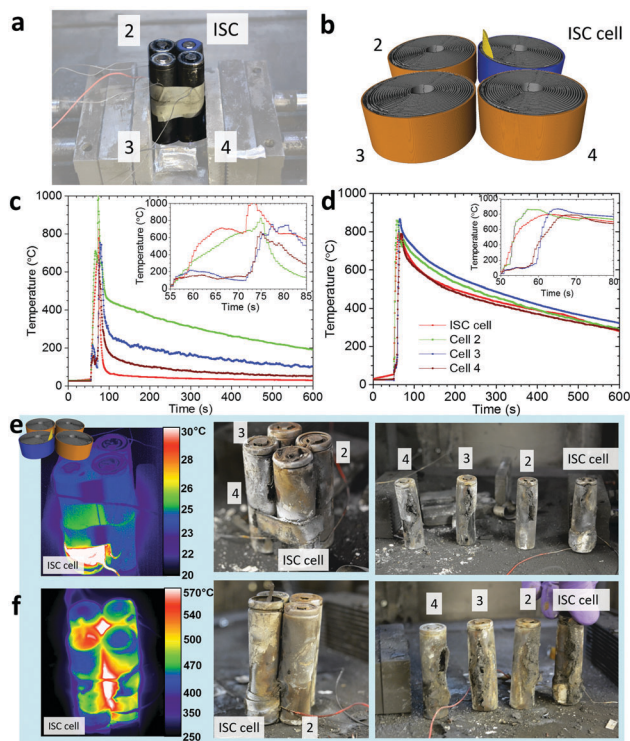 a
2
ISC
3
4
b
ISC cell
2
3
4
c
Temperature (°C)
1000
800
600
400
200
0
0 100 200 300 400 500 600
Time (s)
Temperature (°C)
1000
800
600
400
200
0
55 60 65 70 75 80 85
Time (s)
d
Temperature (°C)
1000
800
600
400
200
0
0 100 200 300 400 500 600
Time (s)
Temperature (°C)
1000
800
600
400
200
0
50 60 70 80
Time (s)
ISC cell
Cell 2
Cell 3
Cell 4
e
30°C
28
26
25
23
22
20
ISC cell
3
2
4
ISC cell
4
3
2
ISC cell
f
570°C
540
500
470
400
350
300
250
ISC cell
ISC cell
2
4
3
2
ISC cell